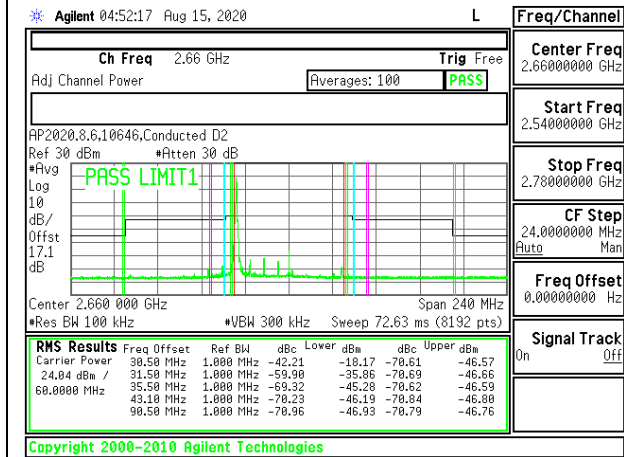 Agilent 04:52:17 Aug 15, 2020 L
Freq/Channel
Ch Freq 2.66 GHz Trig Free
Adj Channel Power Averages: 100 PASS
Center Freq
2.66000000 GHz
Start Freq
2.54000000 GHz
Stop Freq
2.78000000 GHz
CF Step
24.0000000 MHz
Auto Man
Freq Offset
0.00000000 Hz
Signal Track
On Off
AP2020.8.6,10646,Conducted D2
Ref 30 dBm #Atten 30 dB
#Avg
Log
10
dB/
Offst
17.1
dB
PASS LIMIT1
Center 2.660 000 GHz Span 240 MHz
#Res BW 100 kHz #VBW 300 kHz Sweep 72.63 ms (8192 pts)
RMS Results Freq Offset Ref BW dBc Lower dBm dBc Upper dBm
Carrier Power 30.50 MHz 1.000 MHz -42.21 -18.17 -70.61 -46.57
24.04 dBm / 31.50 MHz 1.000 MHz -59.90 -35.86 -70.69 -46.66
60.0000 MHz 35.50 MHz 1.000 MHz -69.32 -45.28 -70.62 -46.59
43.10 MHz 1.000 MHz -70.23 -46.19 -70.84 -46.80
90.50 MHz 1.000 MHz -70.96 -46.93 -70.79 -46.76
Copyright 2000-2010 Agilent Technologies